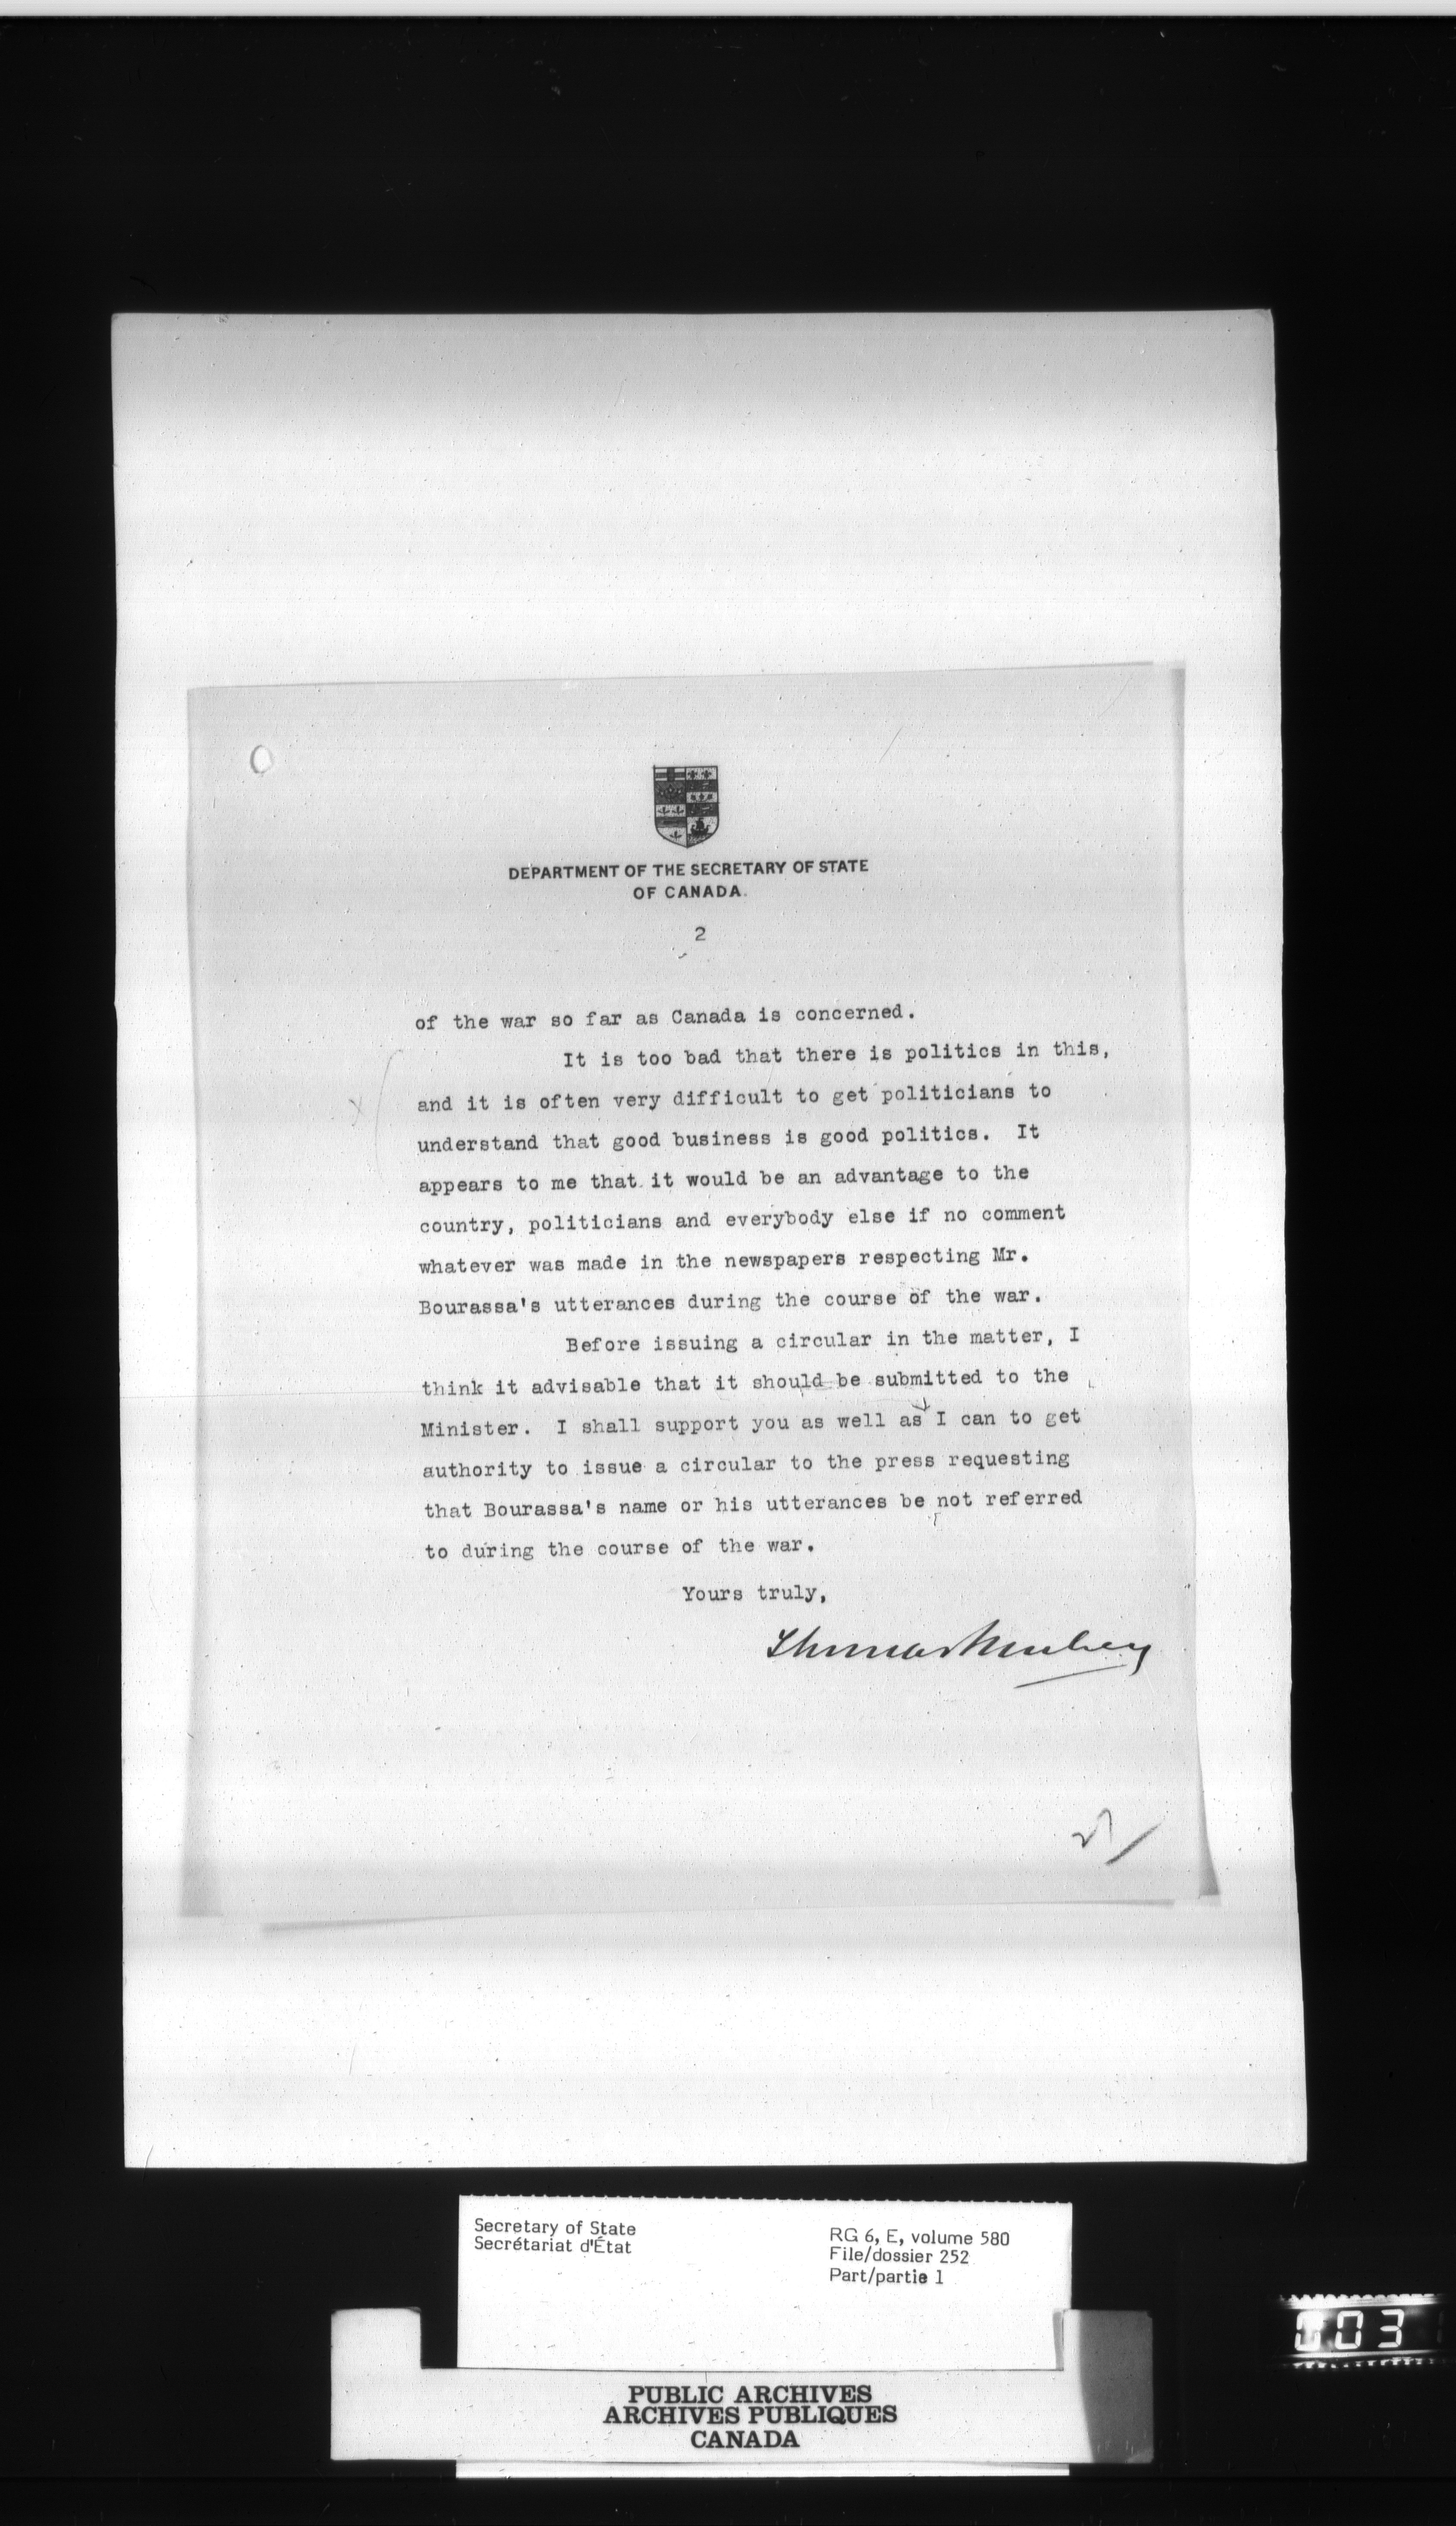 DEPARTMENT OF THE SECRETARY OF STATE
OF CANADA.
2
of the war so far as Canada is concerned.
It is too bad that there is politics in this,
and it is often very difficult to get politicians to
understand that good business is good politics. It
appears to me that it would be an advantage to the
country, politicians and everybody else if no comment
whatever was made in the newspapers respecting Mr.
Bourassa's utterances during the course of the war.
Before issuing a circular in the matter, I
think it advisable that it should be submitted to the
Minister. I shall support you as well as I can to get
authority to issue a circular to the press requesting
that Bourassa's name or his utterances be not referred
to during the course of the war.
Yours truly,
Thomas Mulvey
Secretary of State
Secrétariat d'État
RG 6, E, volume 580
File/dossier 252
Part/partie 1
PUBLIC ARCHIVES
ARCHIVES PUBLIQUES
CANADA